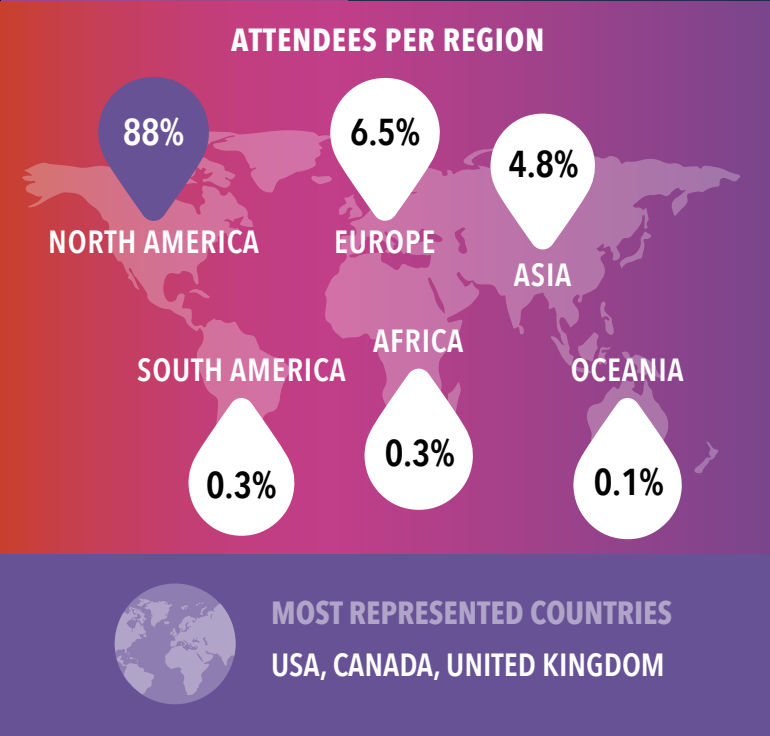 ATTENDEES PER REGION
88%
NORTH AMERICA
6.5%
EUROPE
4.8%
ASIA
SOUTH AMERICA
0.3%
AFRICA
0.3%
OCEANIA
0.1%
MOST REPRESENTED COUNTRIES
USA, CANADA, UNITED KINGDOM